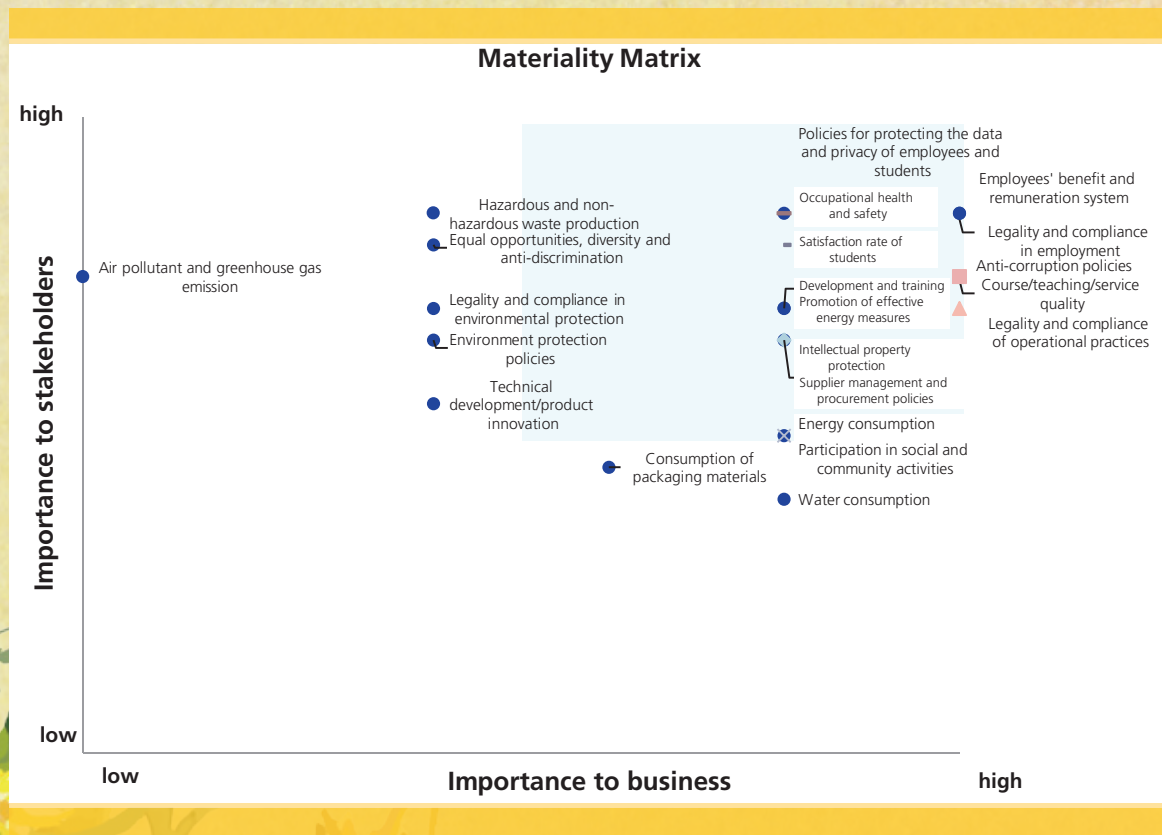 Materiality Matrix
high
Policies for protecting the data
and privacy of employees and
students
Employees' benefit and
remuneration system
Occupational health
and safety
Hazardous and non-
hazardous waste production
Legality and compliance
in employment
Equal opportunities, diversity and
anti-discrimination
Satisfaction rate of
students
Air pollutant and greenhouse gas
emission
Anti-corruption policies
Course/teaching/service
quality
Development and training
Promotion of effective
energy measures
Legality and compliance in
environmental protection
Legality and compliance
of operational practices
Environment protection
policies
Intellectual property
protection
Supplier management and
procurement policies
Technical
development/product
innovation
Energy consumption
Participation in social and
community activities
Consumption of
packaging materials
Water consumption
Importance to stakeholders
low
low
Importance to business
high